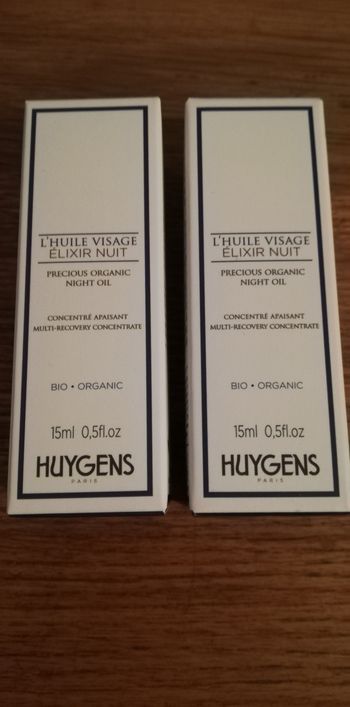 L'HUILE VISAGE
ÉLIXIR NUIT
PRECIOUS ORGANIC
NIGHT OIL
CONCENTRÉ APAISANT
MULTI-RECOVERY CONCENTRATE
BIO • ORGANIC
15ml 0,5fl.oz
HUYGENS
PARIS
L'HUILE VISAGE
ÉLIXIR NUIT
PRECIOUS ORGANIC
NIGHT OIL
CONCENTRÉ APAISANT
MULTI-RECOVERY CONCENTRATE
BIO • ORGANIC
15ml 0,5fl.oz
HUYGENS
PARIS